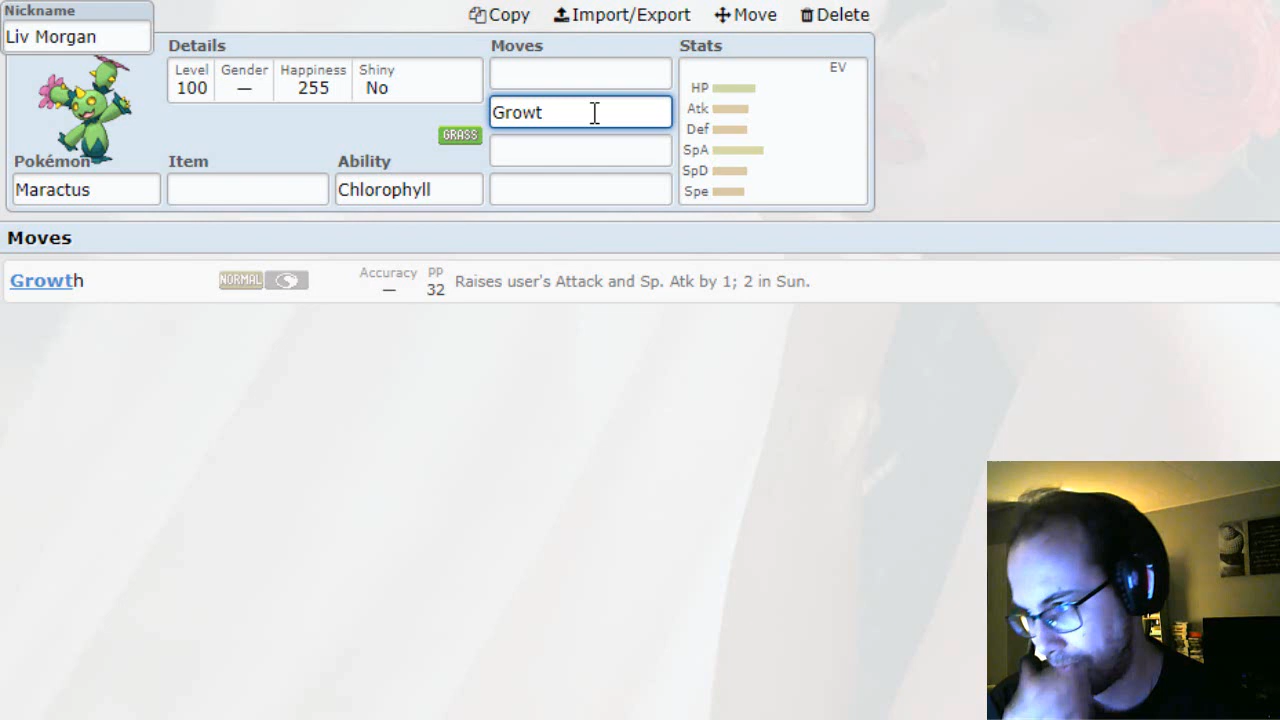 Nickname
Liv Morgan
Copy Import/Export Move Delete
Details
Moves
Stats
Level Gender Happiness Shiny
100 — 255 No
EV
HP
Growt
Atk
Def
GRASS
SpA
Pokémon Item Ability
SpD
Maractus Chlorophyll
Spe
Moves
Growth NORMAL Accuracy — PP 32 Raises user's Attack and Sp. Atk by 1; 2 in Sun.